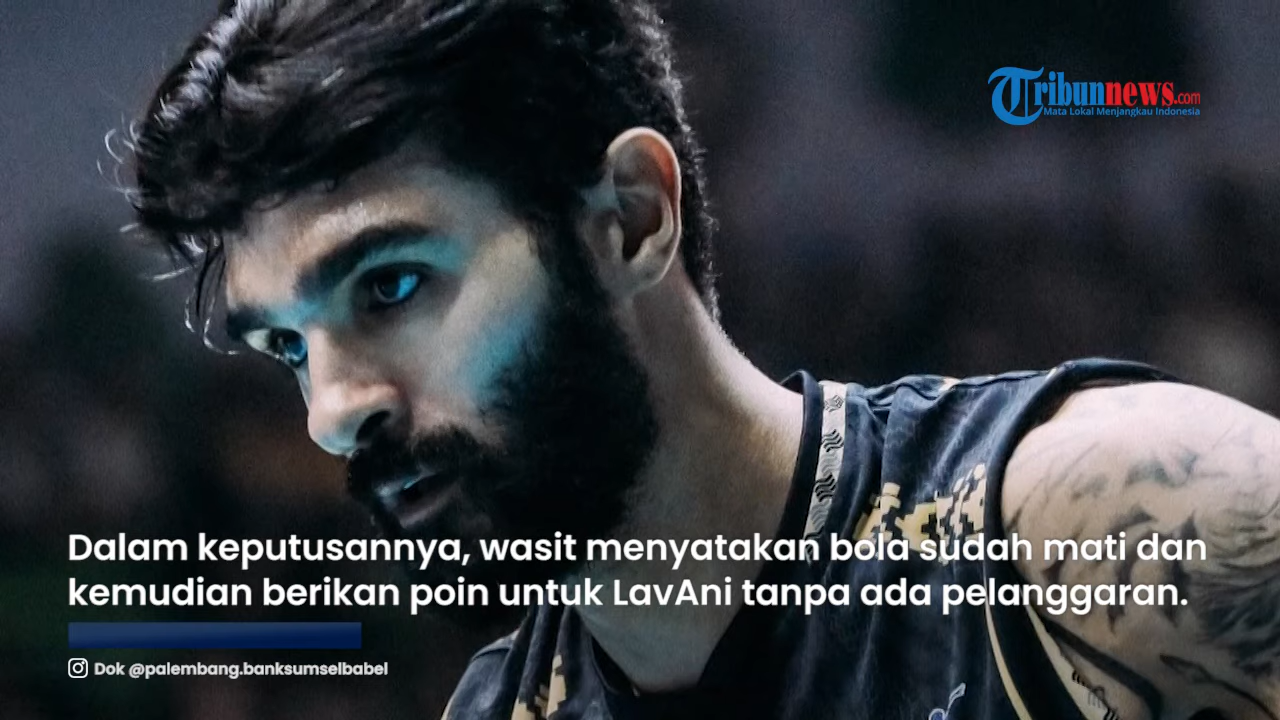 Tribunnews.com
Mata Lokal Menjangkau Indonesia
Dalam keputusannya, wasit menyatakan bola sudah mati dan
kemudian berikan poin untuk LavAni tanpa ada pelanggaran.
Dok @palembang.banksumselbabel